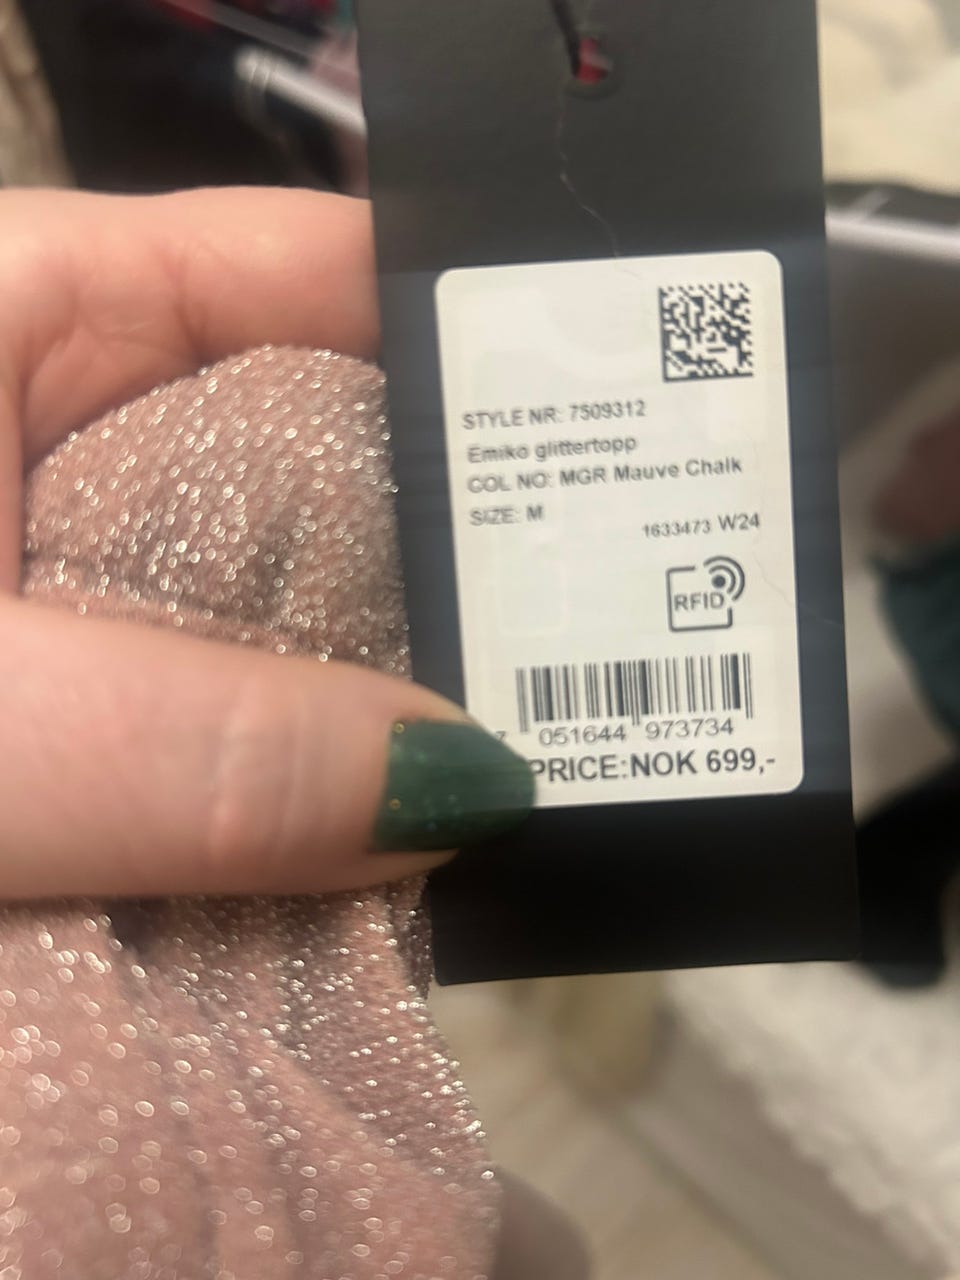 STYLE NR: 7509312
Emiko glittertopp
COL NO: MGR Mauve Chalk
SIZE: M
1633473 W24
RFID
7 051644 973734
PRICE:NOK 699,-